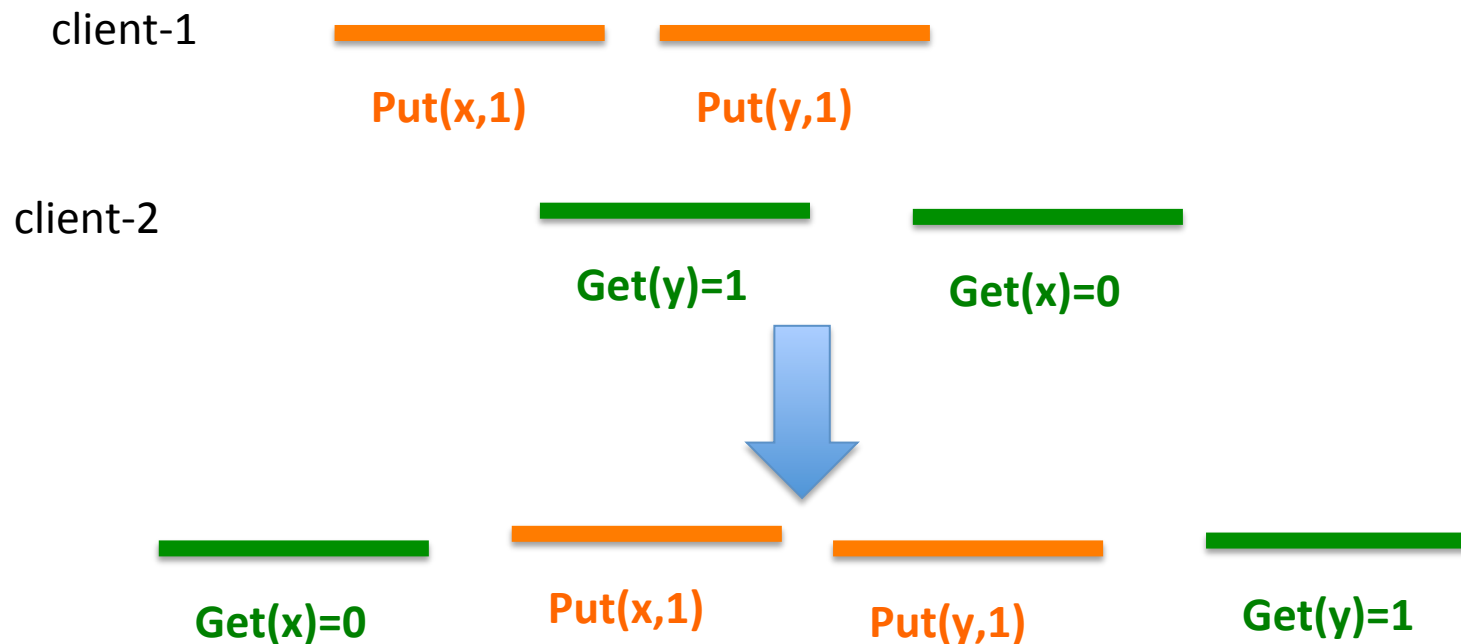 client-1
Put(x,1) Put(y,1)
client-2
Get(y)=1 Get(x)=0
Get(x)=0 Put(x,1) Put(y,1) Get(y)=1